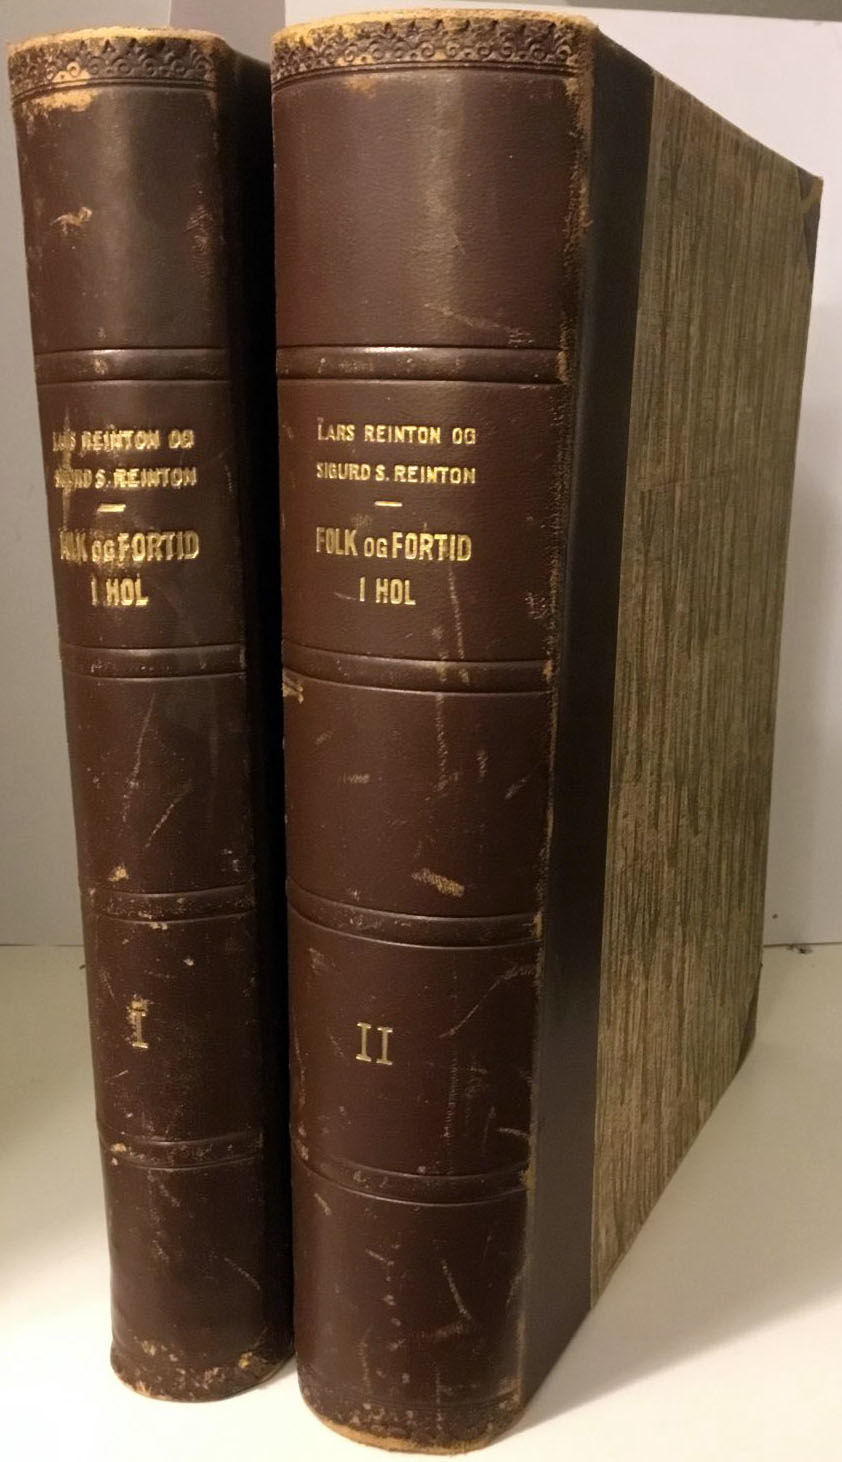 LARS REINTON OG
SIGURD S. REINTON
FOLK OG FORTID
I HOL
I
LARS REINTON OG
SIGURD S. REINTON
FOLK OG FORTID
I HOL
II